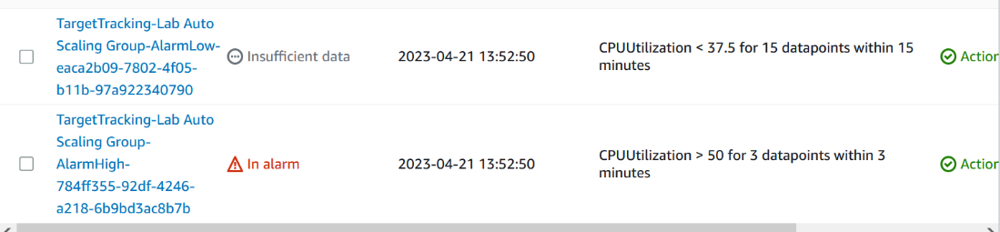 TargetTracking-Lab Auto
Scaling Group-AlarmLow-
eaca2b09-7802-4f05-
b11b-97a922340790
Insufficient data
2023-04-21 13:52:50
CPUUtilization < 37.5 for 15 datapoints within 15
minutes
Action
TargetTracking-Lab Auto
Scaling Group-
AlarmHigh-
784ff355-92df-4246-
a218-6b9bd3ac8b7b
In alarm
2023-04-21 13:52:50
CPUUtilization > 50 for 3 datapoints within 3
minutes
Action